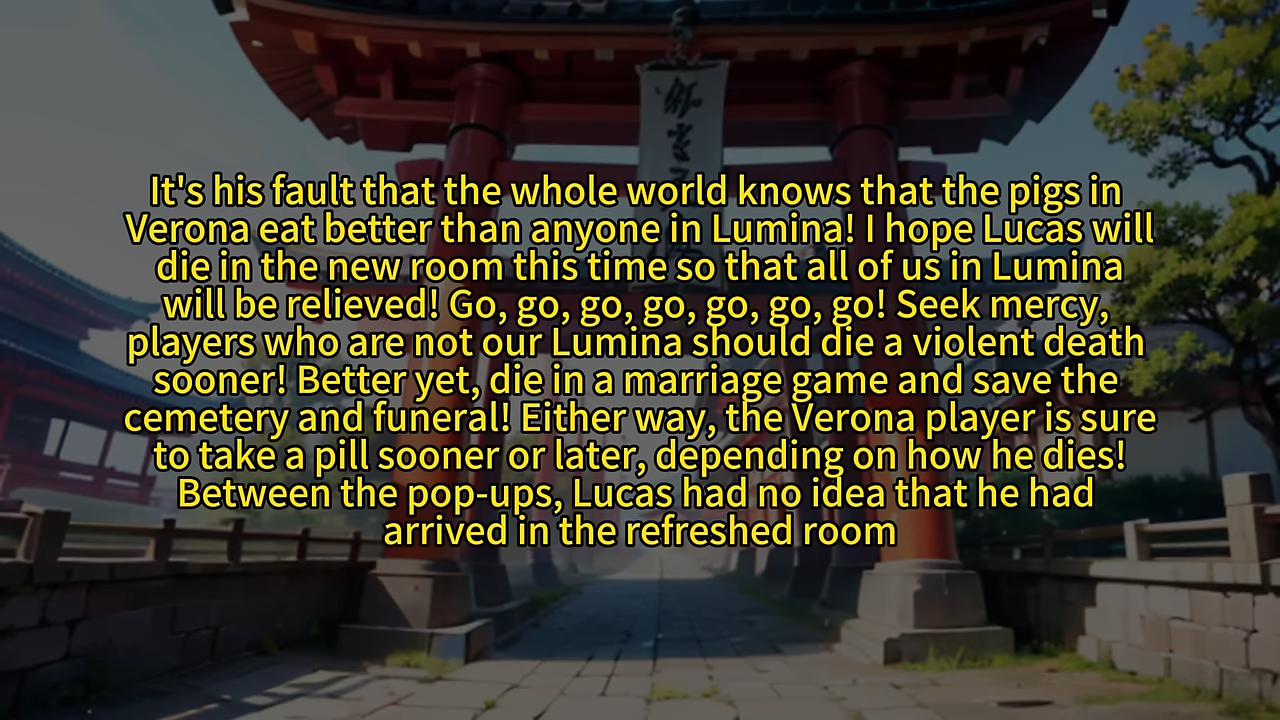 It's his fault that the whole world knows that the pigs in
Verona eat better than anyone in Lumina! I hope Lucas will
die in the new room this time so that all of us in Lumina
will be relieved! Go, go, go, go, go, go, go! Seek mercy,
players who are not our Lumina should die a violent death
sooner! Better yet, die in a marriage game and save the
cemetery and funeral! Either way, the Verona player is sure
to take a pill sooner or later, depending on how he dies!
Between the pop-ups, Lucas had no idea that he had
arrived in the refreshed room